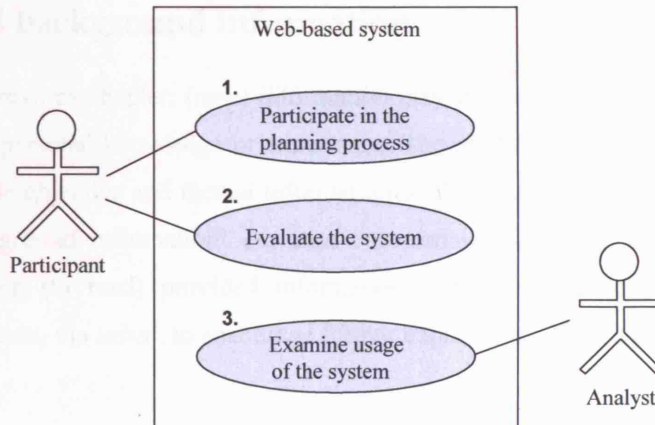 Web-based system
1.
Participate in the
planning process
2.
Evaluate the system
Participant
3.
Examine usage
of the system
Analyst